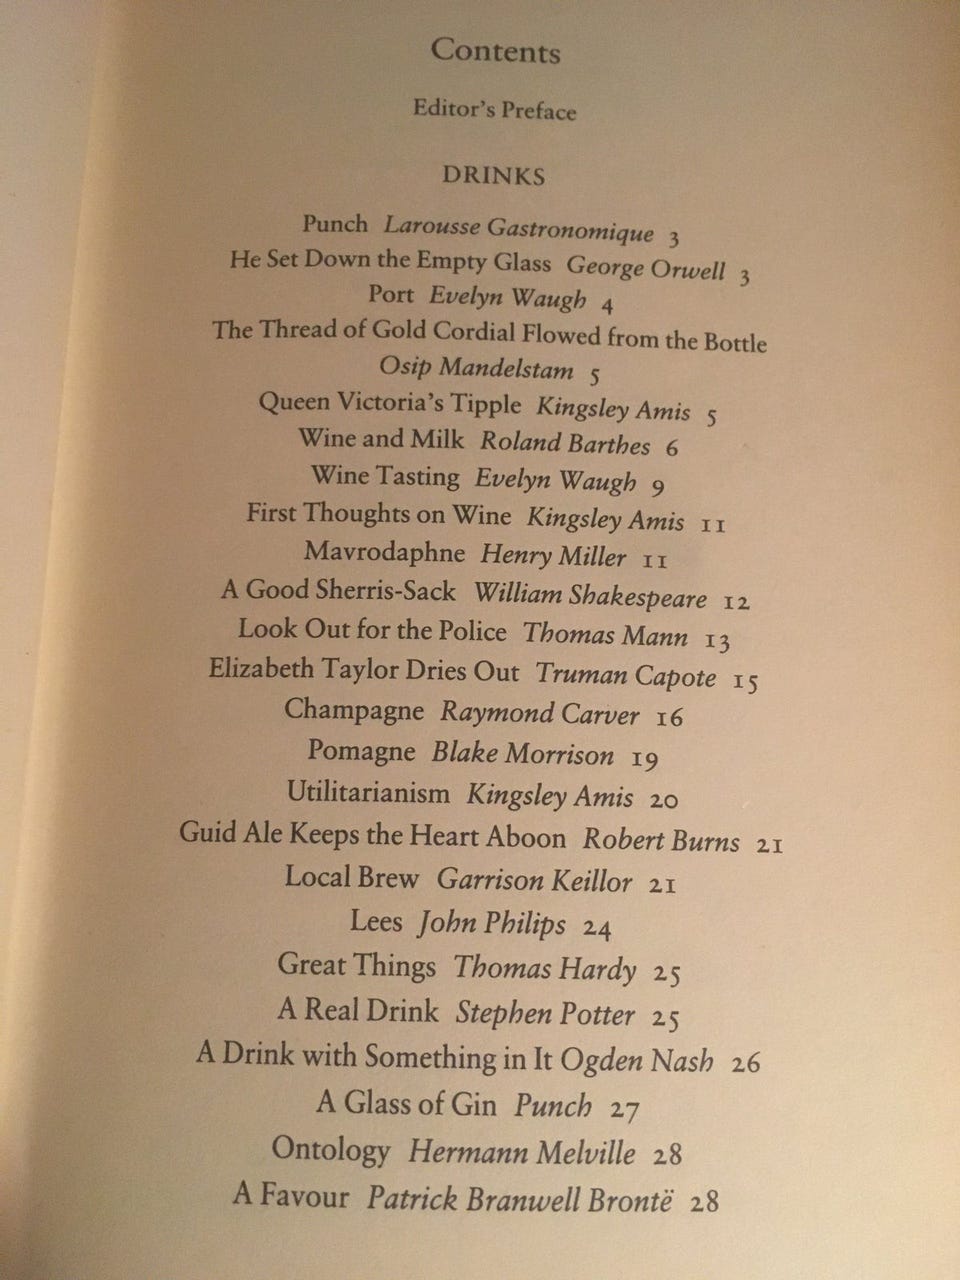 Contents
Editor's Preface
DRINKS
Punch Larousse Gastronomique 3
He Set Down the Empty Glass George Orwell 3
Port Evelyn Waugh 4
The Thread of Gold Cordial Flowed from the Bottle
Osip Mandelstam 5
Queen Victoria's Tipple Kingsley Amis 5
Wine and Milk Roland Barthes 6
Wine Tasting Evelyn Waugh 9
First Thoughts on Wine Kingsley Amis 11
Mavrodaphne Henry Miller 11
A Good Sherris-Sack William Shakespeare 12
Look Out for the Police Thomas Mann 13
Elizabeth Taylor Dries Out Truman Capote 15
Champagne Raymond Carver 16
Pomagne Blake Morrison 19
Utilitarianism Kingsley Amis 20
Guid Ale Keeps the Heart Aboon Robert Burns 21
Local Brew Garrison Keillor 21
Lees John Philips 24
Great Things Thomas Hardy 25
A Real Drink Stephen Potter 25
A Drink with Something in It Ogden Nash 26
A Glass of Gin Punch 27
Ontology Hermann Melville 28
A Favour Patrick Branwell Brontë 28